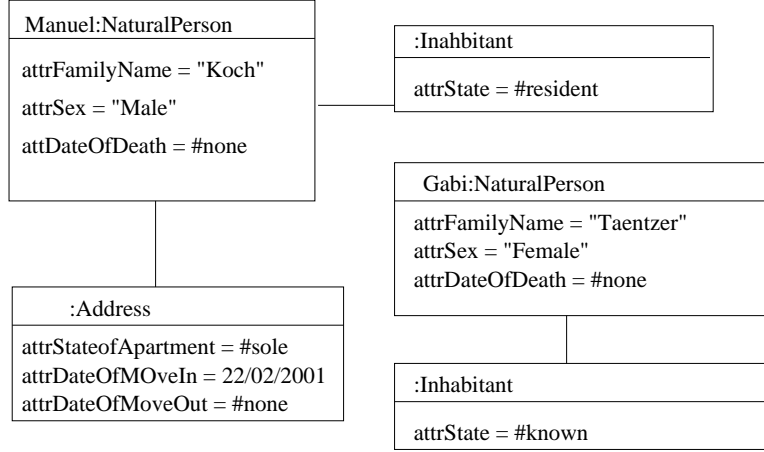 Manuel:NaturalPerson
attrFamilyName = "Koch"
attrSex = "Male"
attDateOfDeath = #none
:Inahbitant
attrState = #resident
Gabi:NaturalPerson
attrFamilyName = "Taentzer"
attrSex = "Female"
attrDateOfDeath = #none
:Address
attrStateofApartment = #sole
attrDateOfMOveIn = 22/02/2001
attrDateOfMoveOut = #none
:Inhabitant
attrState = #known